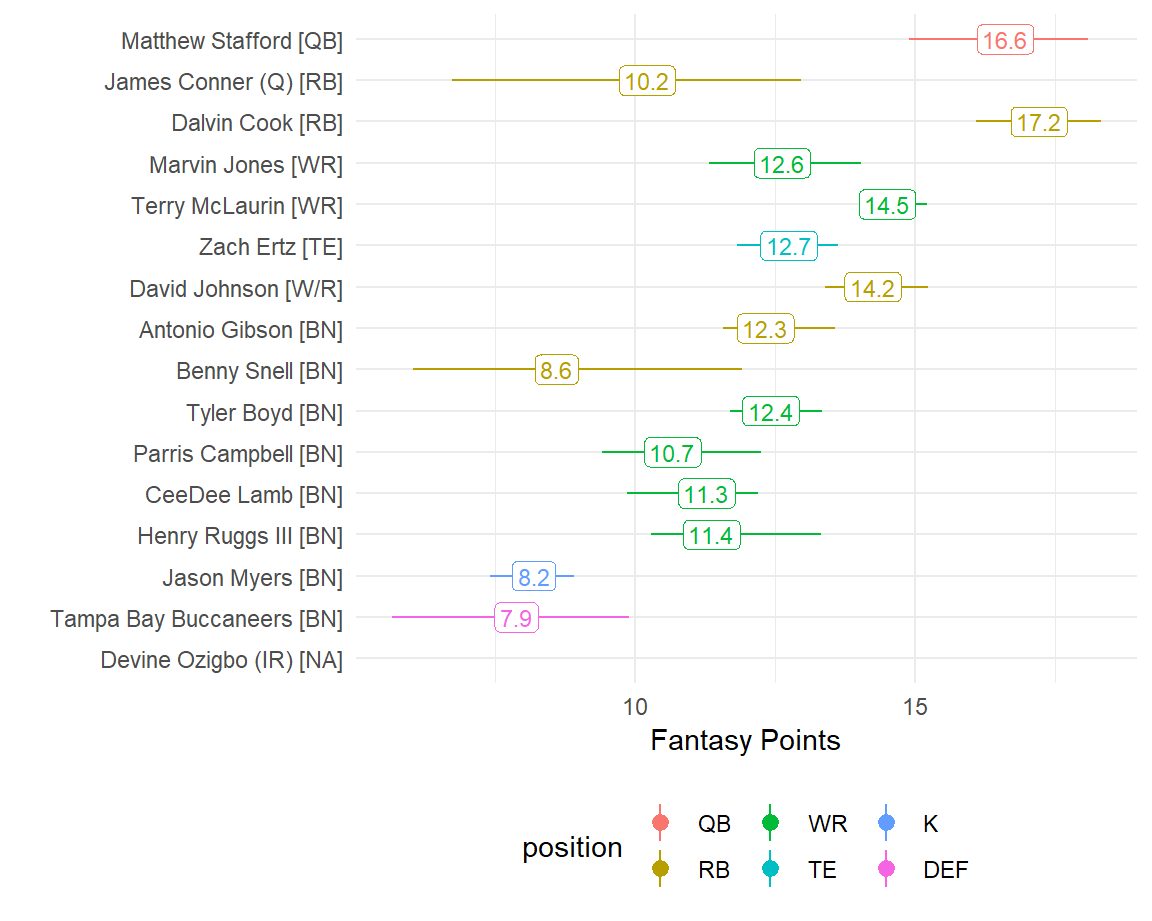 Matthew Stafford [QB] 16.6
James Conner (Q) [RB] 10.2
Dalvin Cook [RB] 17.2
Marvin Jones [WR] 12.6
Terry McLaurin [WR] 14.5
Zach Ertz [TE] 12.7
David Johnson [W/R] 14.2
Antonio Gibson [BN] 12.3
Benny Snell [BN] 8.6
Tyler Boyd [BN] 12.4
Parris Campbell [BN] 10.7
CeeDee Lamb [BN] 11.3
Henry Ruggs III [BN] 11.4
Jason Myers [BN] 8.2
Tampa Bay Buccaneers [BN] 7.9
Devine Ozigbo (IR) [NA]
10 15
Fantasy Points
position
QB WR K
RB TE DEF